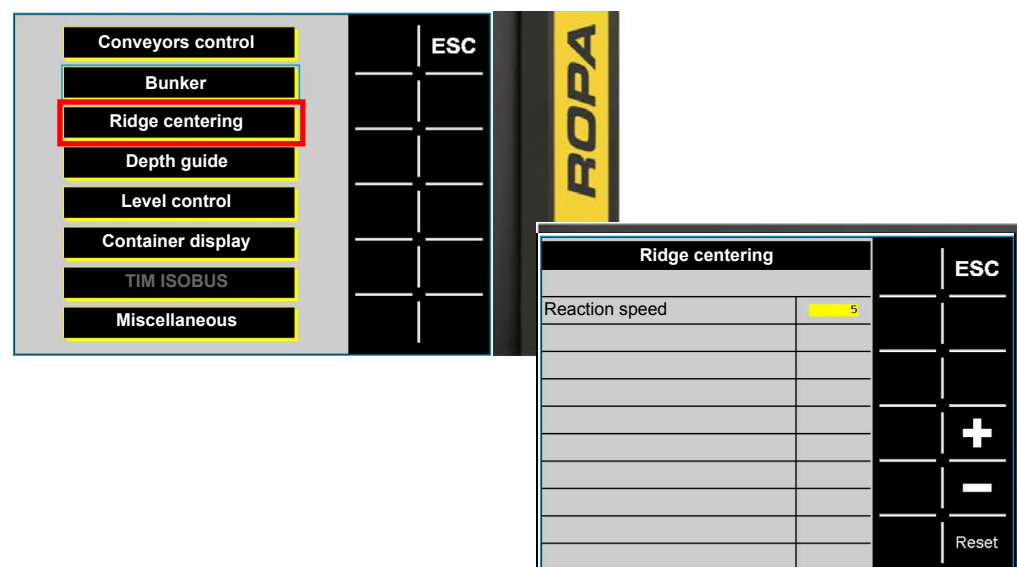 Conveyors control
ESC
Bunker
Ridge centering
Depth guide
Level control
Container display
TIM ISOBUS
Miscellaneous
ROPA
Ridge centering
ESC
Reaction speed 5
Reset